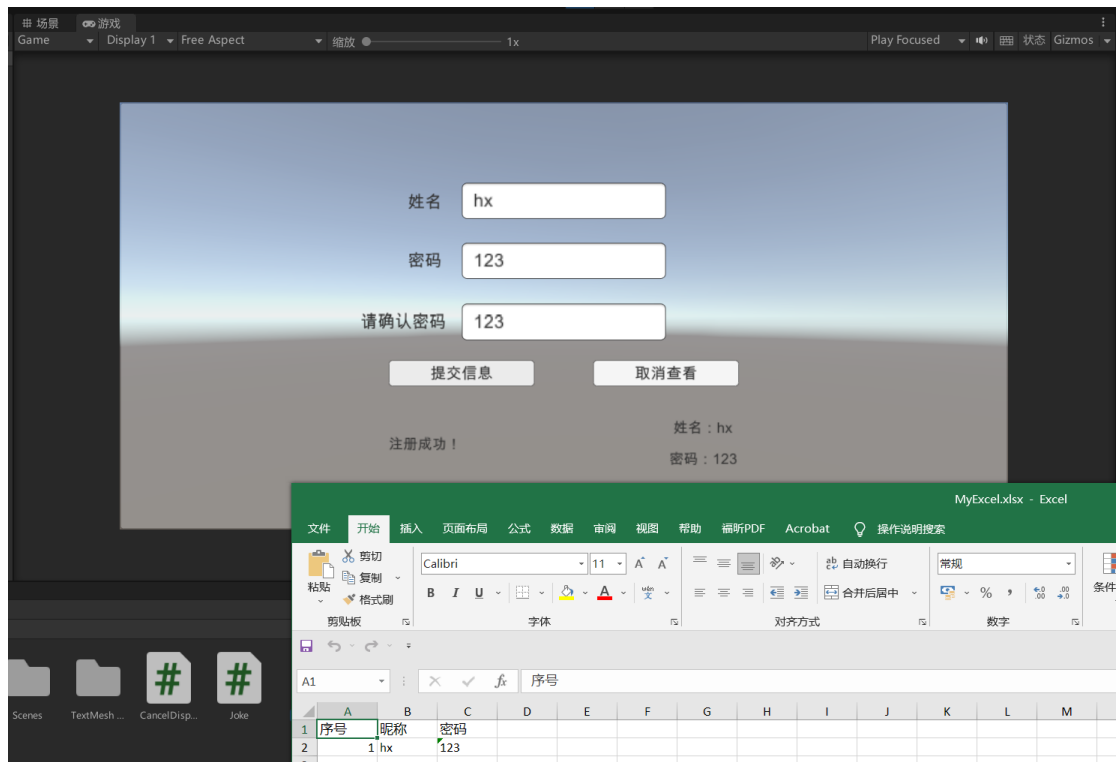 场景 游戏
Game Display 1 Free Aspect 缩放 1x Play Focused 状态 Gizmos
姓名 hx
密码 123
请确认密码 123
提交信息 取消查看
姓名：hx
注册成功！
密码：123
MyExcel.xlsx - Excel
文件 开始 插入 页面布局 公式 数据 审阅 视图 帮助 福昕PDF Acrobat 操作说明搜索
粘贴 剪切 复制 格式刷
Calibri 11 A A ab 自动换行 常规
B I U A wén 文 合并后居中 % , 条件
剪贴板 字体 对齐方式 数字
A1 fx 序号
A B C D E F G H I J K L M
1 序号 昵称 密码
2 1 hx 123
Scenes TextMesh ... CancelDisp... Joke